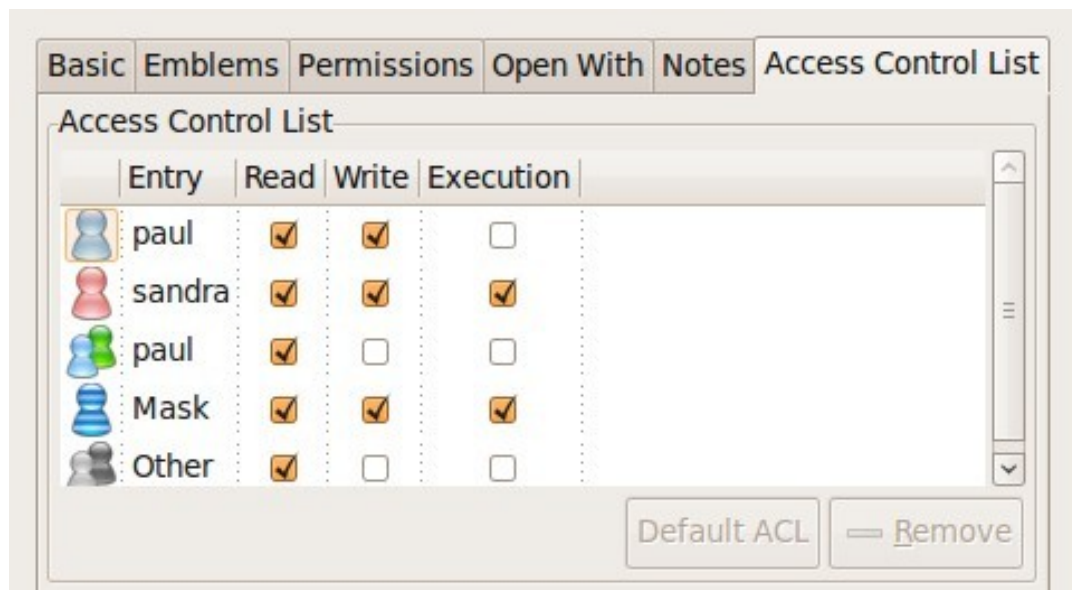 Basic Emblems Permissions Open With Notes Access Control List
Access Control List
Entry Read Write Execution
paul
sandra
paul
Mask
Other
Default ACL Remove